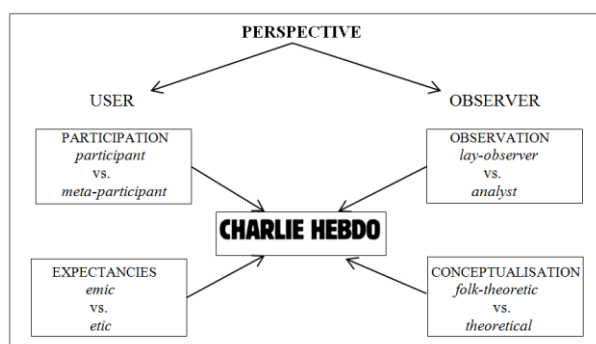 PERSPECTIVE
USER
OBSERVER
PARTICIPATION
participant
vs.
meta-participant
OBSERVATION
lay-observer
vs.
analyst
CHARLIE HEBDO
EXPECTANCIES
emic
vs.
etic
CONCEPTUALISATION
folk-theoretic
vs.
theoretical